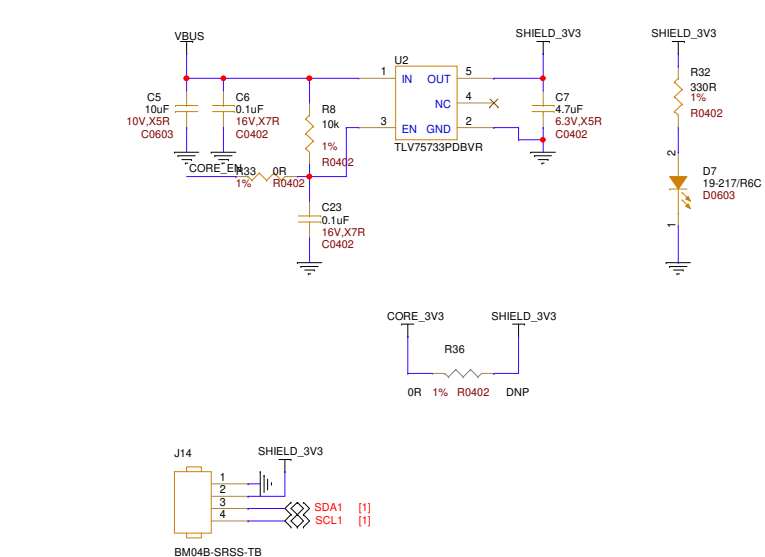 VBUS
SHIELD_3V3
SHIELD_3V3
U2
1 IN OUT 5
NC 4
3 EN GND 2
TLV75733PDBVR
C5
10uF
10V,X5R
C0603
C6
0.1uF
16V,X7R
C0402
R8
10k
1%
R0402
C7
4.7uF
6.3V,X5R
C0402
R32
330R
1%
R0402
CORE_EN
R33 0R
1% R0402
C23
0.1uF
16V,X7R
C0402
2
D7
19-217/R6C
D0603
1
CORE_3V3
SHIELD_3V3
R36
0R 1% R0402 DNP
J14
SHIELD_3V3
1
2
3 SDA1 [1]
4 SCL1 [1]
BM04B-SRSS-TB